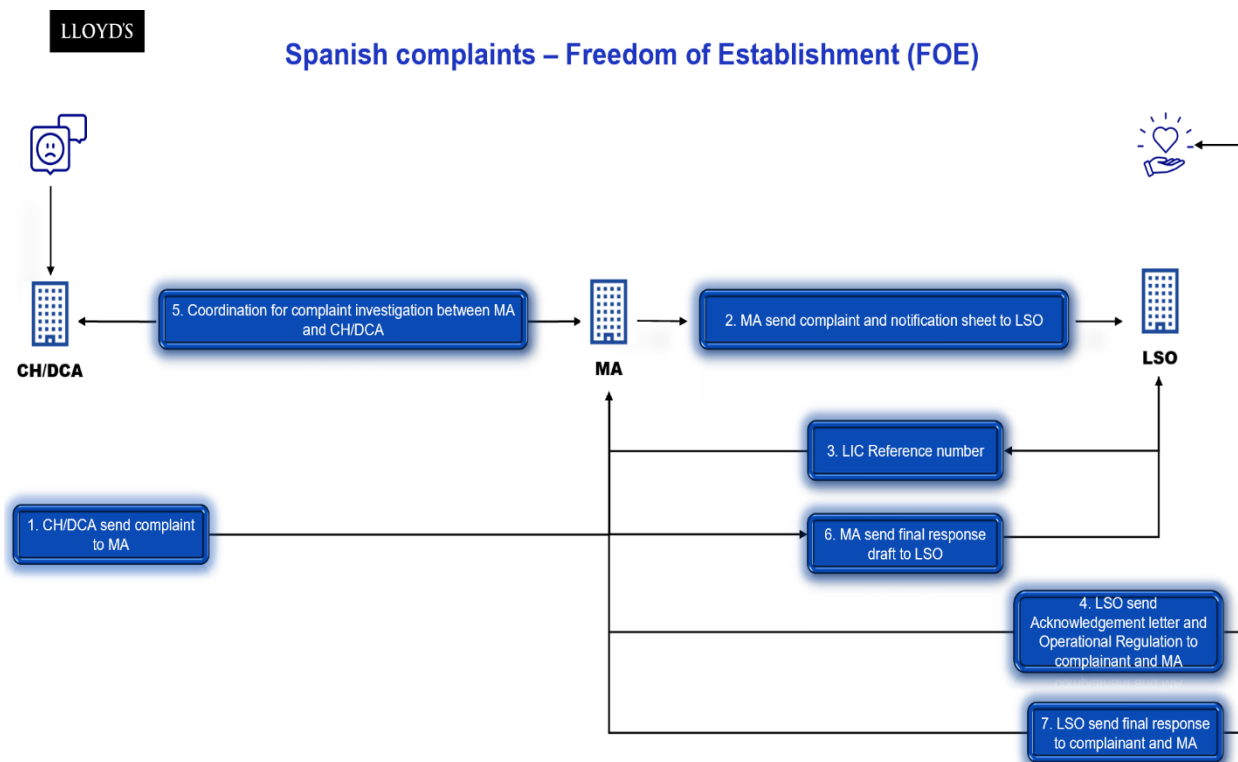 LLOYD'S
Spanish complaints – Freedom of Establishment (FOE)
5. Coordination for complaint investigation between MA
and CH/DCA
2. MA send complaint and notification sheet to LSO
CH/DCA
MA
LSO
3. LIC Reference number
1. CH/DCA send complaint
to MA
6. MA send final response
draft to LSO
4. LSO send
Acknowledgement letter and
Operational Regulation to
complainant and MA
7. LSO send final response
to complainant and MA